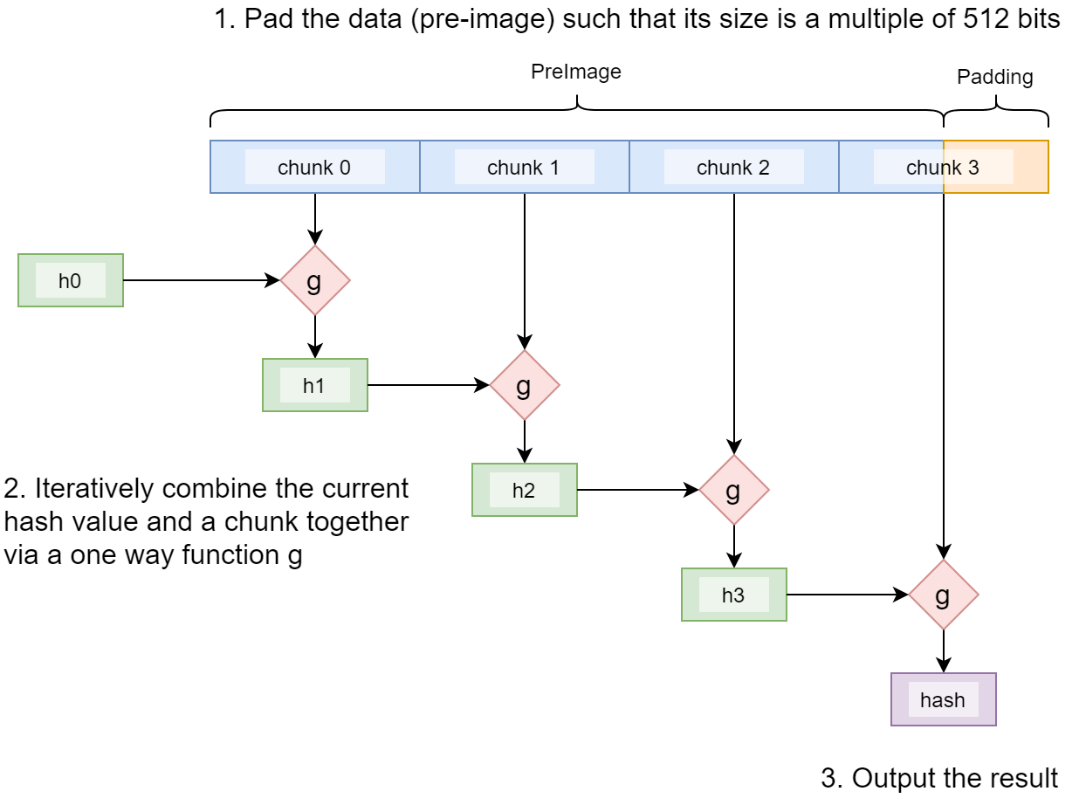 1. Pad the data (pre-image) such that its size is a multiple of 512 bits
PreImage
Padding
chunk 0
chunk 1
chunk 2
chunk 3
h0
g
h1
g
2. Iteratively combine the current
hash value and a chunk together
via a one way function g
h2
g
h3
g
hash
3. Output the result